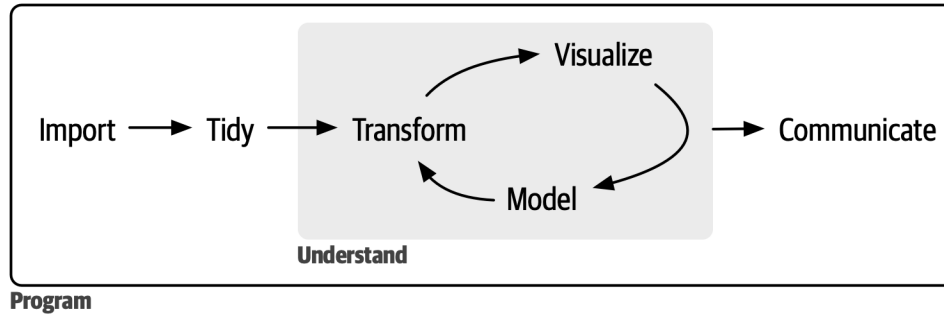 Visualize
Import
Tidy
Transform
Communicate
Model
Understand
Program